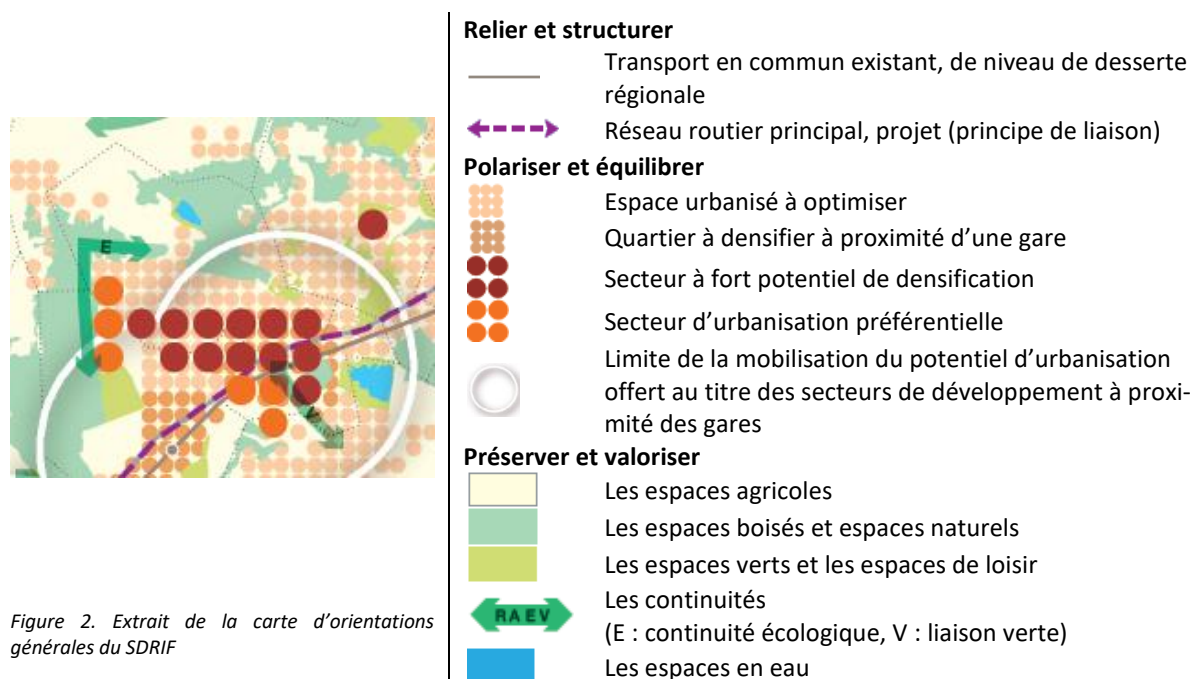 Relier et structurer
Transport en commun existant, de niveau de desserte
régionale
Réseau routier principal, projet (principe de liaison)
Polariser et équilibrer
Espace urbanisé à optimiser
Quartier à densifier à proximité d’une gare
Secteur à fort potentiel de densification
Secteur d’urbanisation préférentielle
Limite de la mobilisation du potentiel d’urbanisation
offert au titre des secteurs de développement à proxi-
mité des gares
Préserver et valoriser
Les espaces agricoles
Les espaces boisés et espaces naturels
Les espaces verts et les espaces de loisir
RAEV
Les continuités
(E : continuité écologique, V : liaison verte)
Les espaces en eau
E
V
Figure 2. Extrait de la carte d’orientations
générales du SDRIF